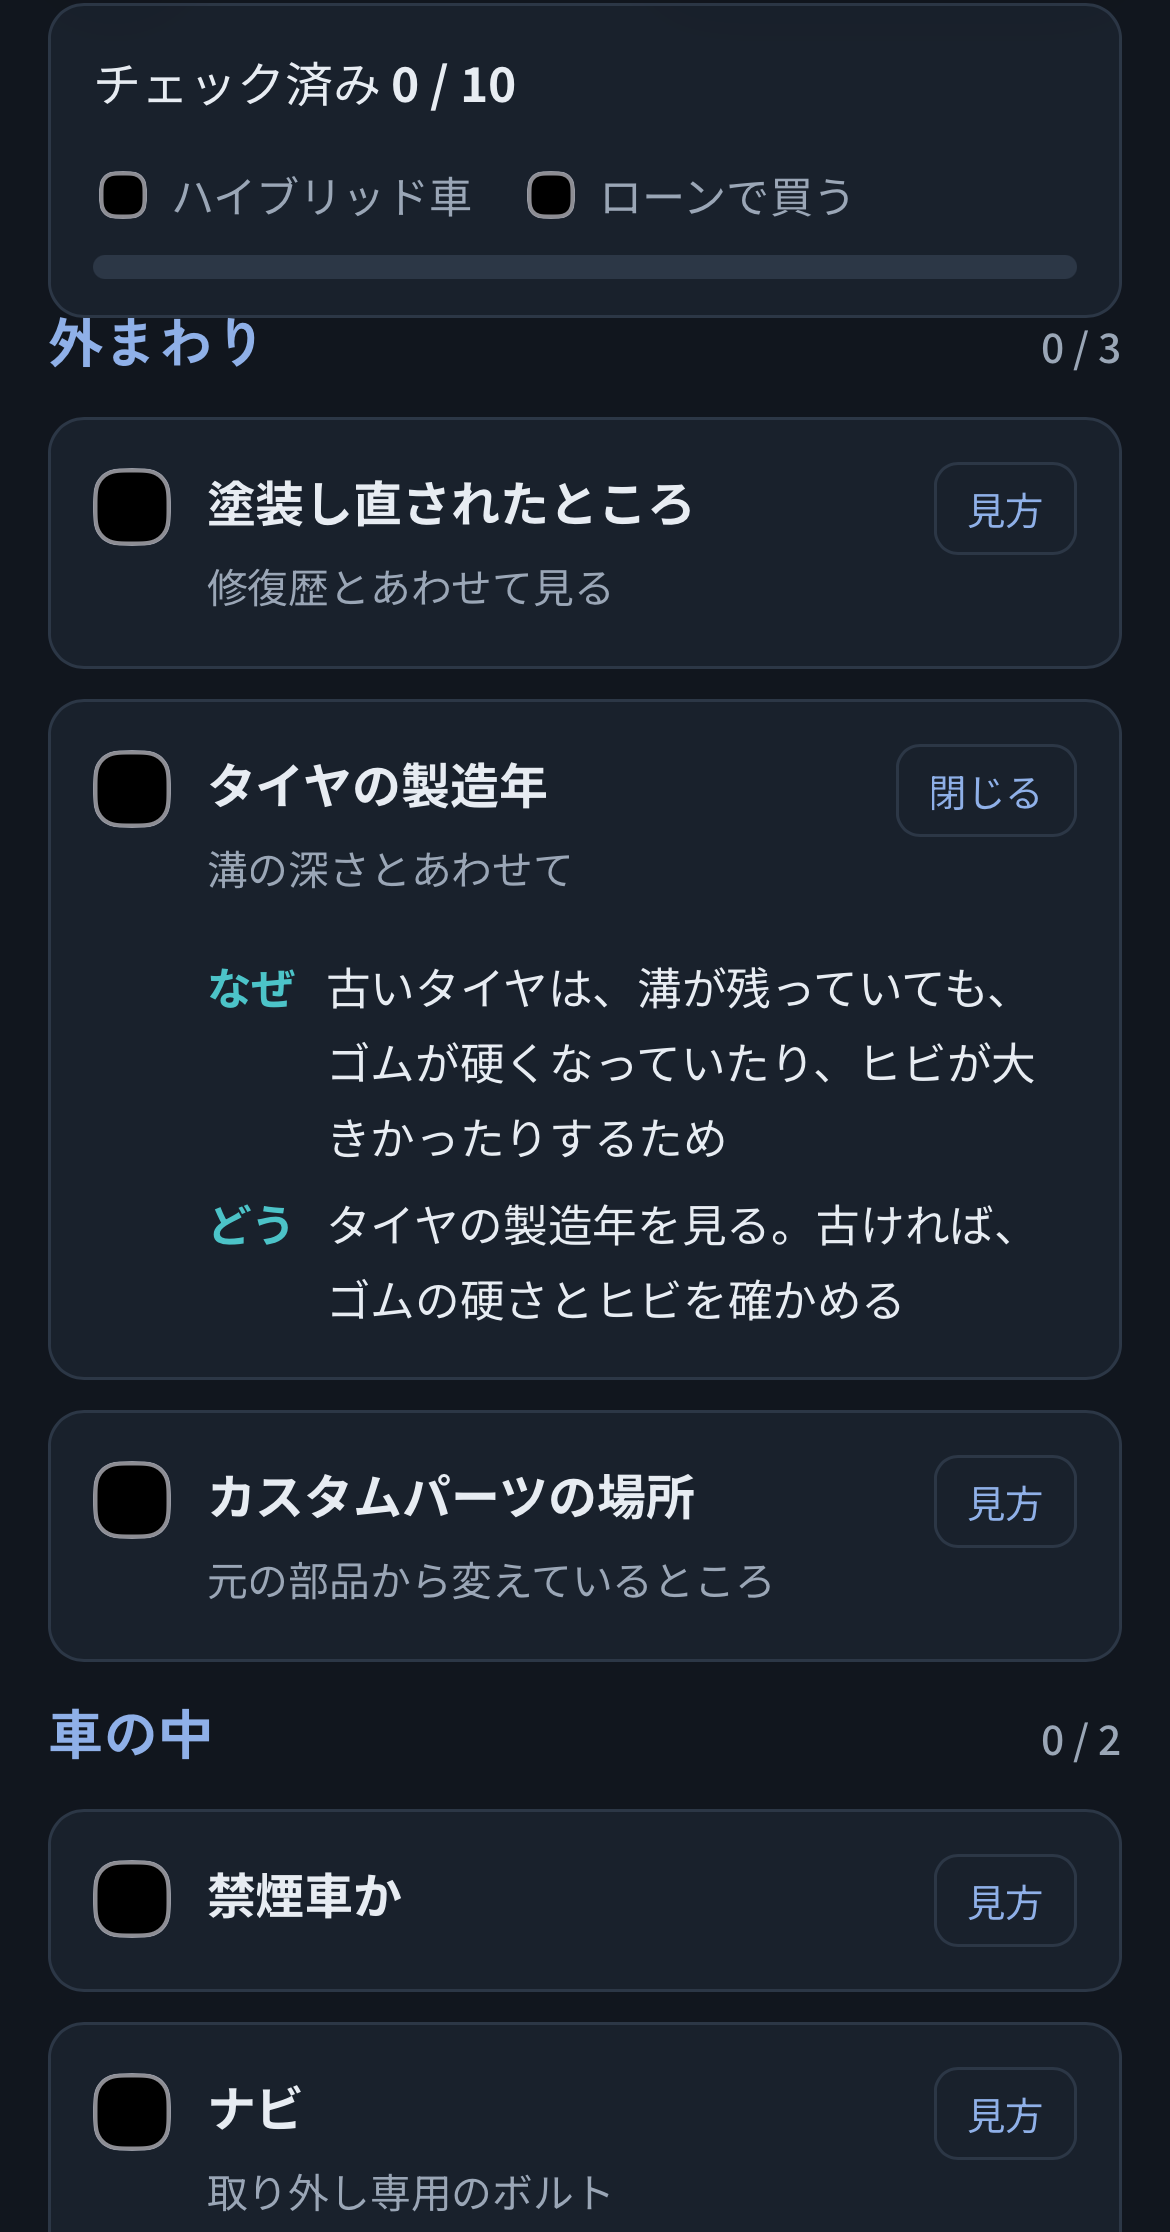 チェック済み 0 / 10
ハイブリッド車 ローンで買う
外まわり 0 / 3
塗装し直されたところ 見方
修復歴とあわせて見る
タイヤの製造年 閉じる
溝の深さとあわせて
なぜ 古いタイヤは、溝が残っていても、
ゴムが硬くなっていたり、ヒビが大
きかったりするため
どう タイヤの製造年を見る。古ければ、
ゴムの硬さとヒビを確かめる
カスタムパーツの場所 見方
元の部品から変えているところ
車の中 0 / 2
禁煙車か 見方
ナビ 見方
取り外し専用のボルト